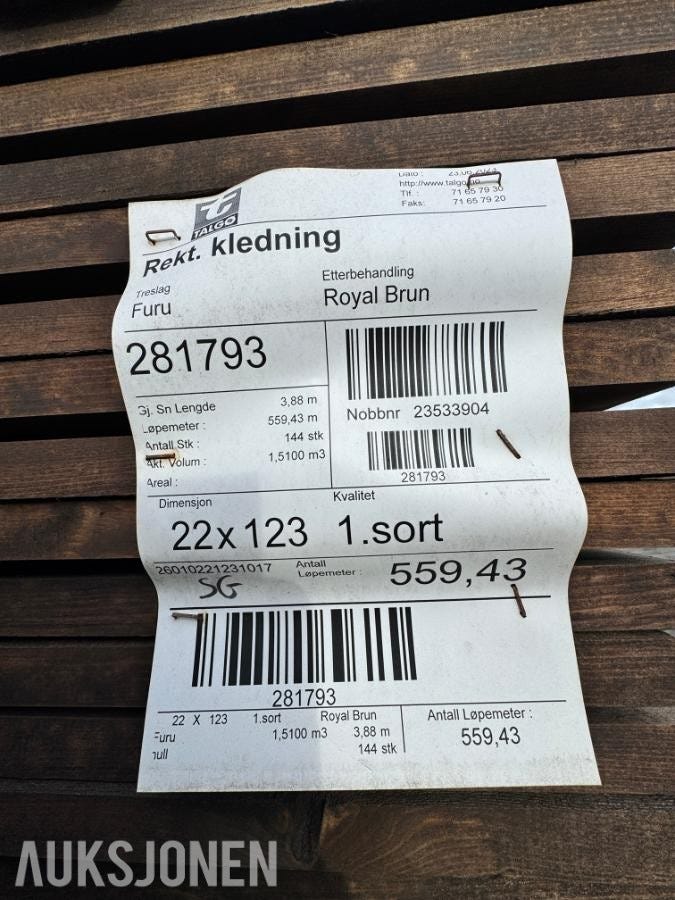 TALGO
Dato : 23.06.2023
http://www.talgo.no
Tlf. : 71 65 79 30
Faks: 71 65 79 20
Rekt. kledning
Treslag
Furu
Etterbehandling
Royal Brun
281793
Gj. Sn Lengde 3,88 m
Løpemeter : 559,43 m
Antall Stk : 144 stk
Akt. Volum : 1,5100 m3
Areal :
Nobbnr 23533904
281793
Dimensjon
22 x 123
Kvalitet
1.sort
26010221231017
SG
Antall
Løpemeter :
559,43
281793
22 X 123 1.sort Royal Brun
Furu 1,5100 m3 3,88 m
null 144 stk
Antall Løpemeter :
559,43
AUKSJONEN